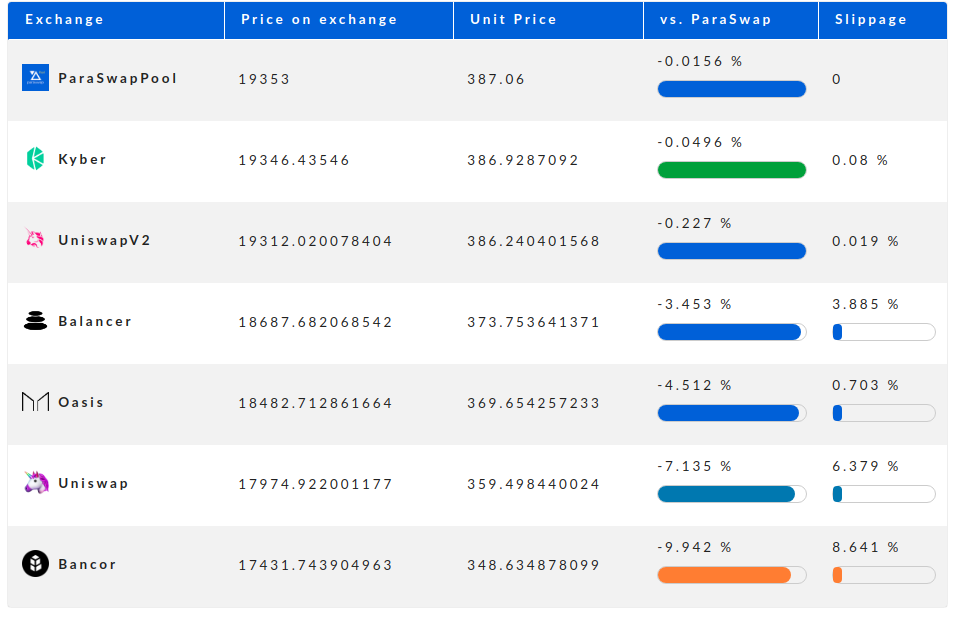 Exchange Price on exchange Unit Price vs. ParaSwap Slippage
ParaSwapPool 19353 387.06 -0.0156 % 0
Kyber 19346.43546 386.9287092 -0.0496 % 0.08 %
UniswapV2 19312.020078404 386.240401568 -0.227 % 0.019 %
Balancer 18687.682068542 373.753641371 -3.453 % 3.885 %
Oasis 18482.712861664 369.654257233 -4.512 % 0.703 %
Uniswap 17974.922001177 359.498440024 -7.135 % 6.379 %
Bancor 17431.743904963 348.634878099 -9.942 % 8.641 %